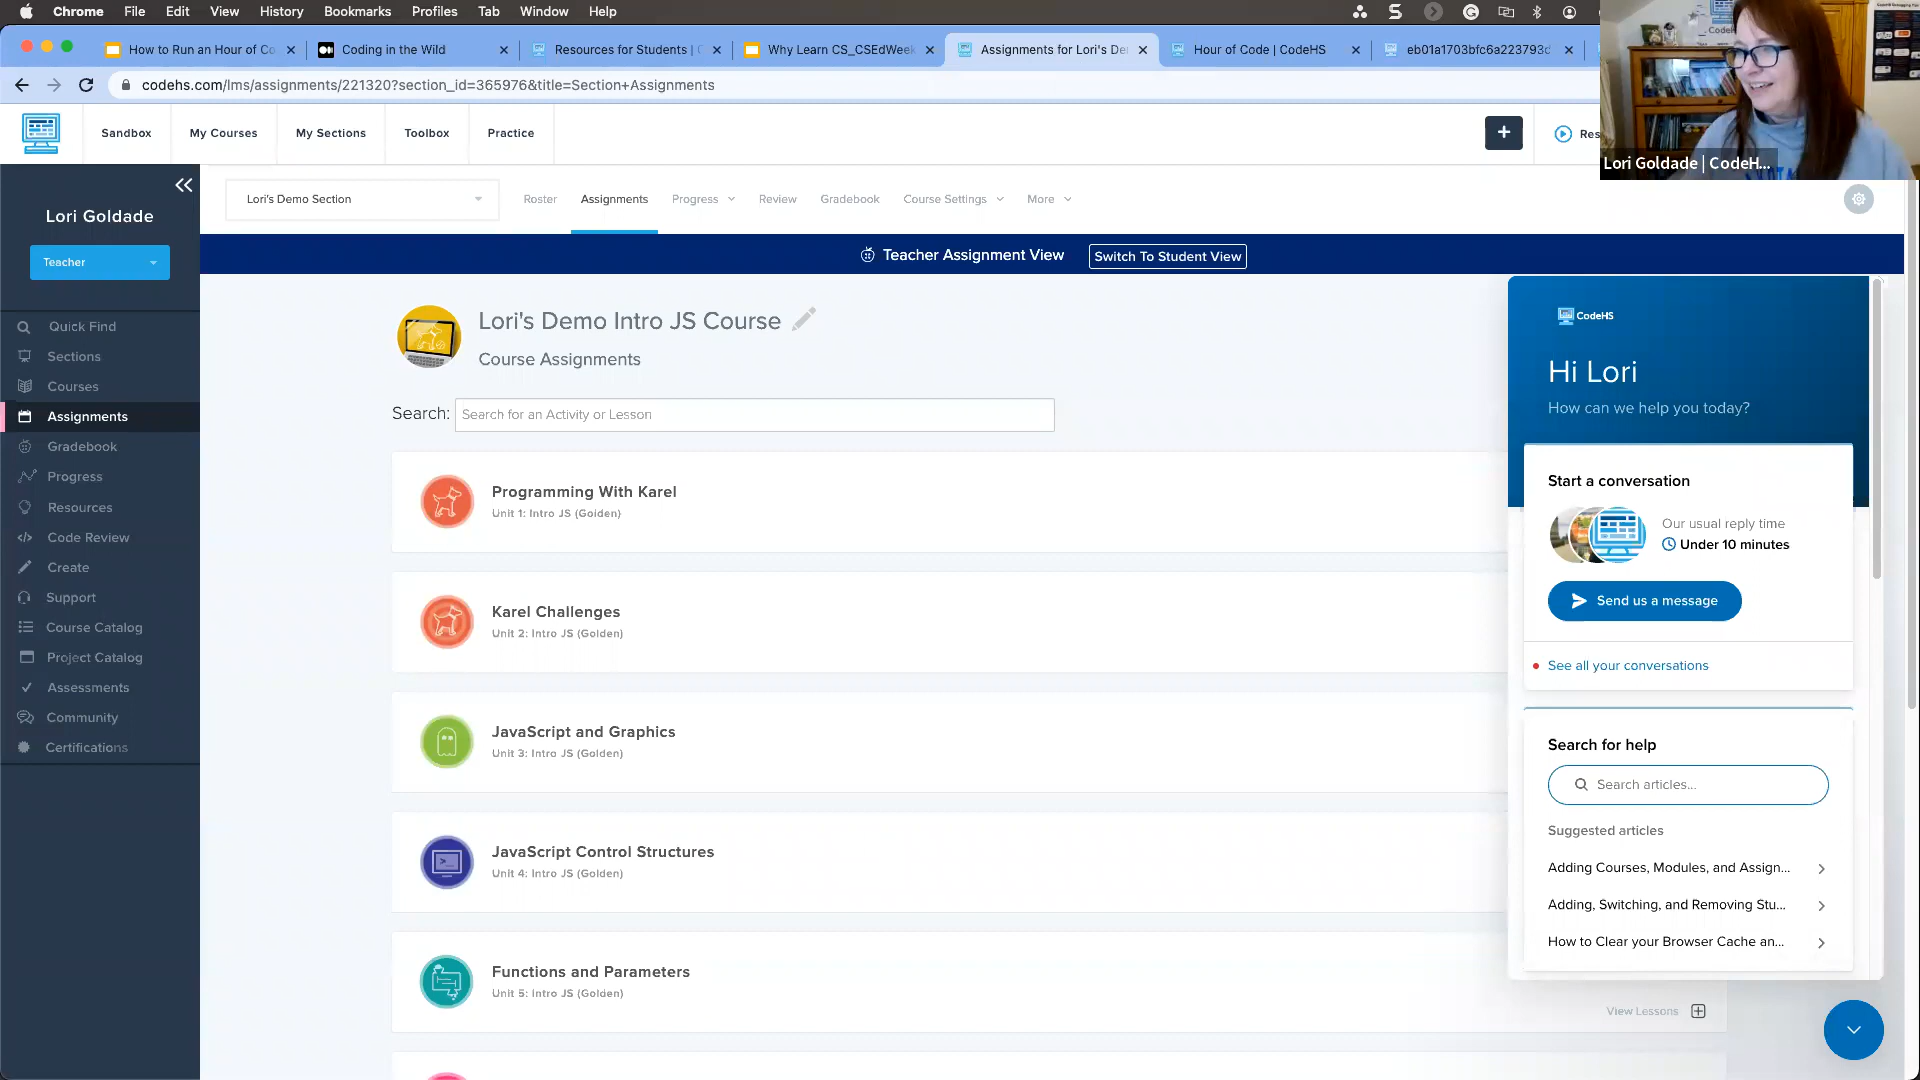 Chrome File Edit View History Bookmarks Profiles Tab Window Help
How to Run an Hour of Co
Coding in the Wild
Resources for Students |
Why Learn CS_CSEdWeek
Assignments for Lori's De
Hour of Code | CodeHS
eb01a1703bfc6a223793d
codehs.com/lms/assignments/221320?section_id=365976&title=Section+Assignments
Sandbox My Courses My Sections Toolbox Practice
+
Res
Lori Goldade | CodeH...
Lori Goldade
Teacher
Quick Find
Sections
Courses
Assignments
Gradebook
Progress
Resources
Code Review
Create
Support
Course Catalog
Project Catalog
Assessments
Community
Certifications
Lori's Demo Section
Roster Assignments Progress Review Gradebook Course Settings More
Teacher Assignment View Switch To Student View
Lori's Demo Intro JS Course
Course Assignments
Search: Search for an Activity or Lesson
Programming With Karel
Unit 1: Intro JS (Golden)
Karel Challenges
Unit 2: Intro JS (Golden)
JavaScript and Graphics
Unit 3: Intro JS (Golden)
JavaScript Control Structures
Unit 4: Intro JS (Golden)
Functions and Parameters
Unit 5: Intro JS (Golden)
View Lessons
CodeHS
Hi Lori
How can we help you today?
Start a conversation
Our usual reply time
Under 10 minutes
Send us a message
See all your conversations
Search for help
Search articles...
Suggested articles
Adding Courses, Modules, and Assign...
Adding, Switching, and Removing Stu...
How to Clear your Browser Cache an...